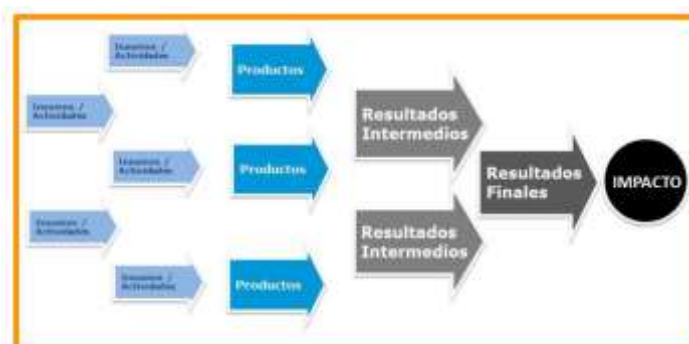 Insumos /
Actividades
Productos
Insumos /
Actividades
Resultados
Intermedios
Insumos /
Actividades
Productos
Resultados
Finales
IMPACTO
Insumos /
Actividades
Resultados
Intermedios
Insumos /
Actividades
Productos